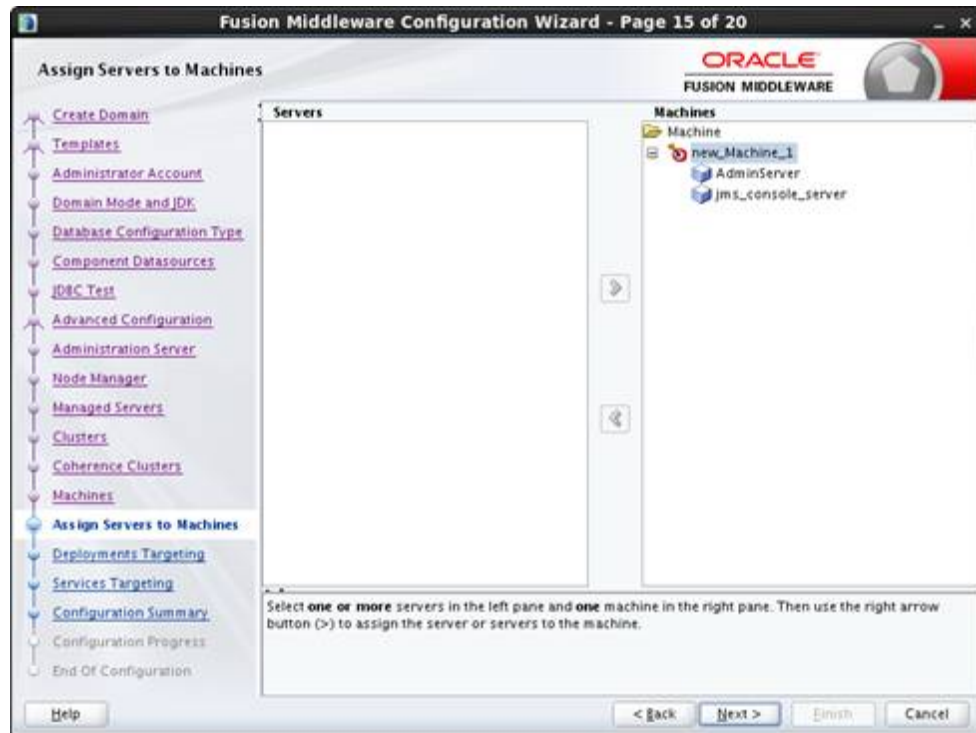 Fusion Middleware Configuration Wizard - Page 15 of 20
Assign Servers to Machines
ORACLE
FUSION MIDDLEWARE
Create Domain
Templates
Administrator Account
Domain Mode and JDK
Database Configuration Type
Component Datasources
JDBC Test
Advanced Configuration
Administration Server
Node Manager
Managed Servers
Clusters
Coherence Clusters
Machines
Assign Servers to Machines
Deployments Targeting
Services Targeting
Configuration Summary
Configuration Progress
End Of Configuration
Servers
Machines
Machine
new_Machine_1
AdminServer
jms_console_server
Select one or more servers in the left pane and one machine in the right pane. Then use the right arrow
button (>) to assign the server or servers to the machine.
Help
< Back
Next >
Finish
Cancel